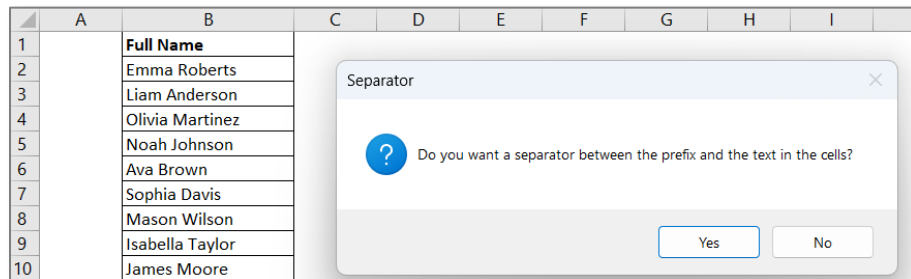 A B C D E F G H I
1 Full Name
2 Emma Roberts
3 Liam Anderson
4 Olivia Martinez
5 Noah Johnson
6 Ava Brown
7 Sophia Davis
8 Mason Wilson
9 Isabella Taylor
10 James Moore
Separator
? Do you want a separator between the prefix and the text in the cells?
Yes No